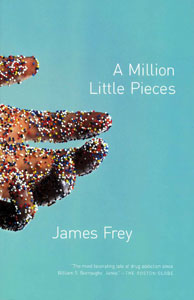 A Million
Little Pieces
James Frey
"The most fascinating tale of drug addiction since
William S. Burroughs' Junkie." — THE BOSTON GLOBE